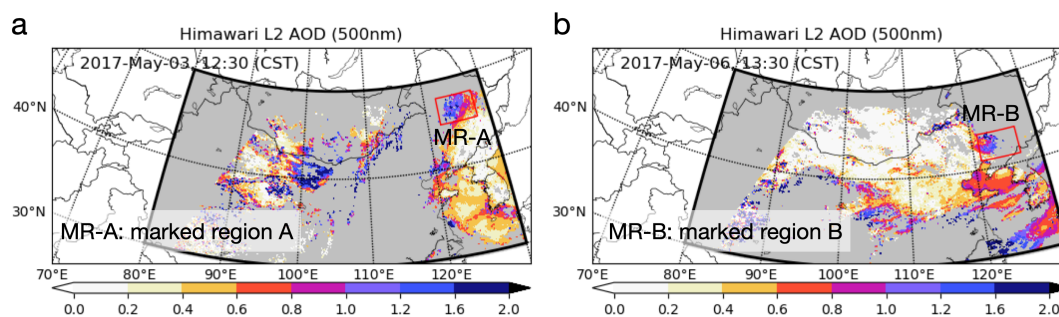 a
Himawari L2 AOD (500nm)
2017-May-03, 12:30 (CST)
40°N
MR-A
30°N
MR-A: marked region A
70°E 90°E 100°E 110°E 120°E
0.0 0.2 0.4 0.6 0.8 1.0 1.2 1.6 2.0
b
Himawari L2 AOD (500nm)
2017-May-06, 13:30 (CST)
40°N
MR-B
30°N
MR-B: marked region B
70°E 90°E 100°E 110°E 120°E
0.0 0.2 0.4 0.6 0.8 1.0 1.2 1.6 2.0